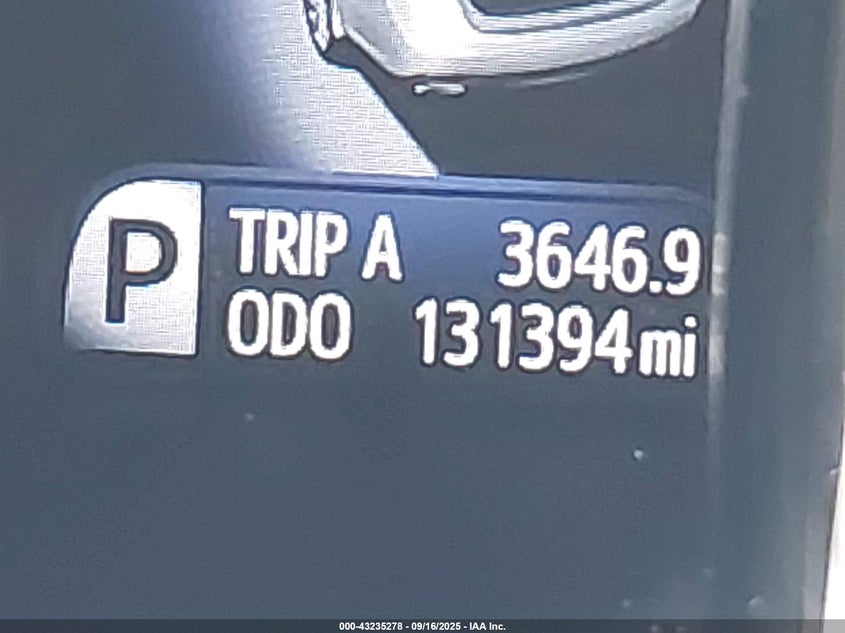 P
TRIP A 3646.9
ODO 131394 mi
000-43235278 - 09/16/2025 - IAA Inc.